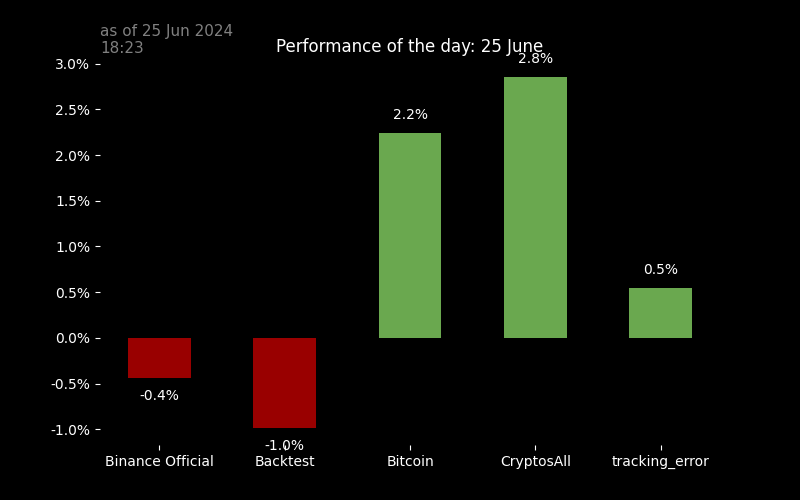 as of 25 Jun 2024
18:23
Performance of the day: 25 June
3.0%
2.5%
2.0%
1.5%
1.0%
0.5%
0.0%
-0.5%
-1.0%
-0.4%
-1.0%
2.2%
2.8%
0.5%
Binance Official
Backtest
Bitcoin
CryptosAll
tracking_error